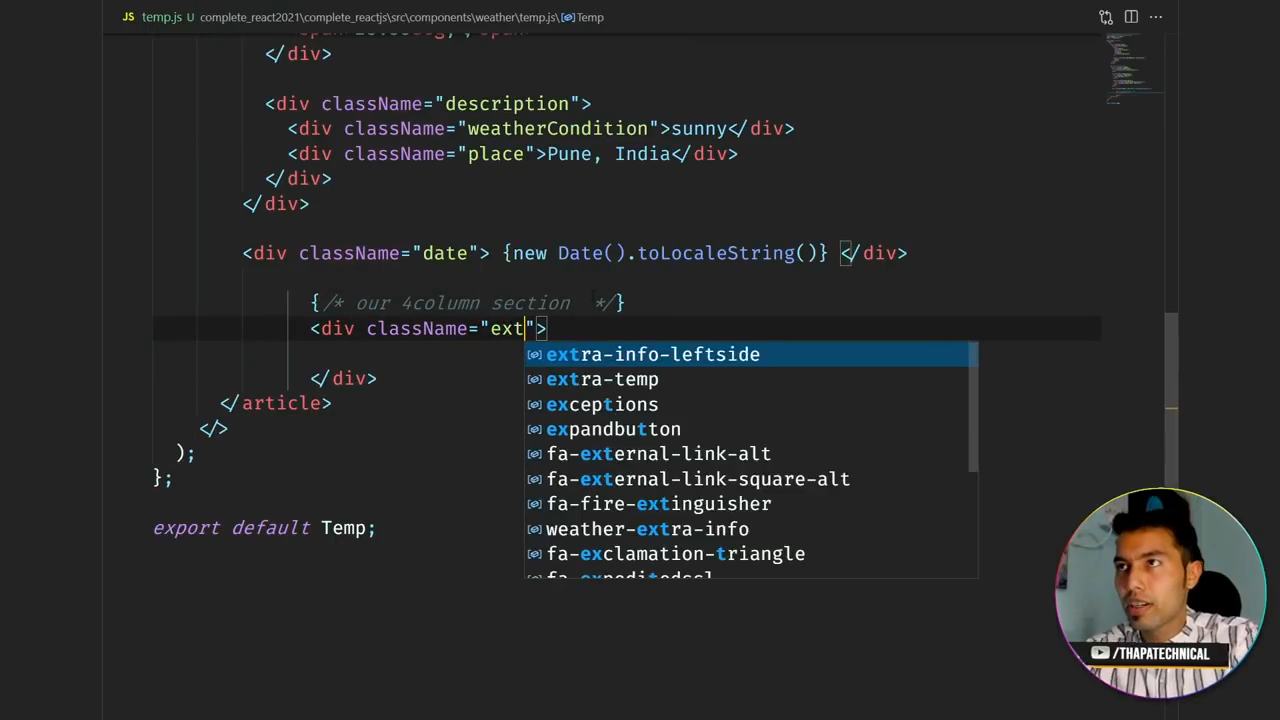 JS temp.js U complete_react2021\complete_reactjs\src\components\weather\temp.js\Temp
</div>
<div className="description">
<div className="weatherCondition">sunny</div>
<div className="place">Pune, India</div>
</div>
</div>
<div className="date"> {new Date().toLocaleString()} </div>
{/* our 4column section */}
<div className="ext">
extra-info-leftside
extra-temp
</div>
exceptions
</article>
expandbutton
</>
fa-external-link-alt
);
fa-external-link-square-alt
};
fa-fire-extinguisher
export default Temp;
weather-extra-info
fa-exclamation-triangle
/THAPATECHNICAL